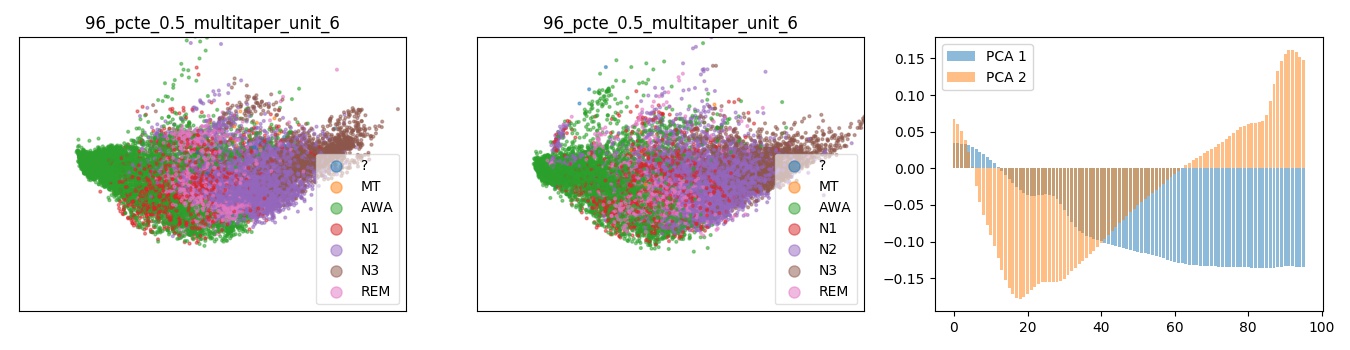 96_pcte_0.5_multitaper_unit_6
?
MT
AWA
N1
N2
N3
REM
96_pcte_0.5_multitaper_unit_6
?
MT
AWA
N1
N2
N3
REM
PCA 1
PCA 2
0.15
0.10
0.05
0.00
−0.05
−0.10
−0.15
0 20 40 60 80 100